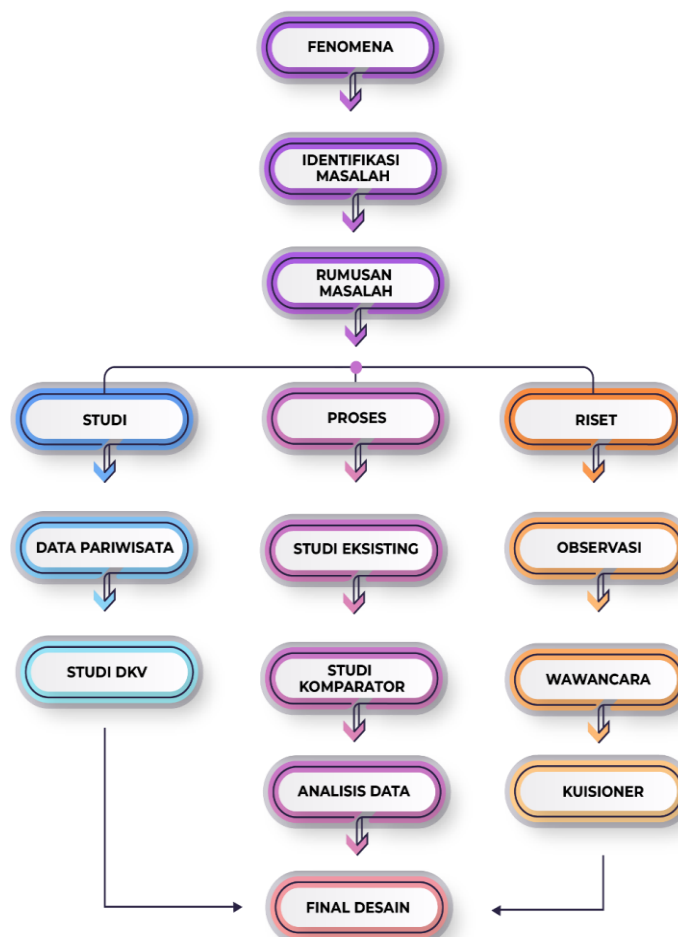 FENOMENA
IDENTIFIKASI
MASALAH
RUMUSAN
MASALAH
STUDI
PROSES
RISET
DATA PARIWISATA
STUDI EKSISTING
OBSERVASI
STUDI DKV
STUDI
KOMPARATOR
WAWANCARA
ANALISIS DATA
KUISIONER
FINAL DESAIN